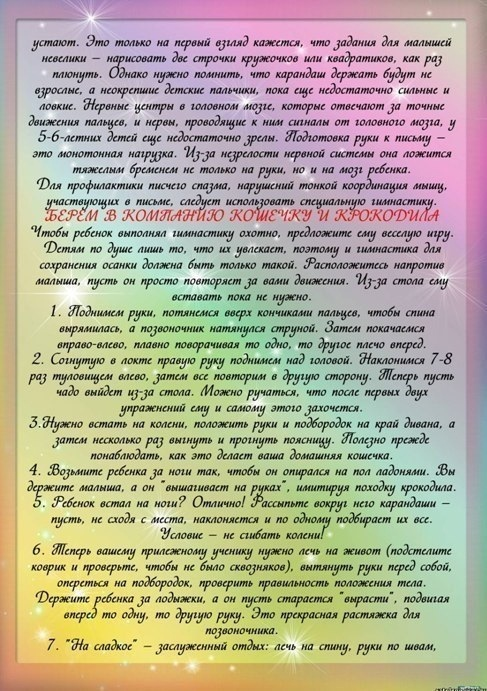 устают. Это только на первый взгляд кажется, что задания для малышей
невелики – нарисовать две строчки кружочков или квадратиков, как раз
плюнуть. Однако нужно помнить, что карандаш держать будут не
взрослые, а неокрепшие детские пальчики, пока еще недостаточно сильные и
ловкие. Нервные центры в головном мозге, которые отвечают за точные
движения пальцев, и нервы, проводящие к ним сигналы от головного мозга, у
5-6-летних детей еще недостаточно зрелы. Подготовка руки к письму –
это монотонная нагрузка. Из-за незрелости нервной системы она ложится
тяжелым бременем не только на руки, но и на мозг ребенка.
Для профилактики писчего спазма, нарушений тонкой координация мышц,
участвующих в письме, следует использовать специальную гимнастику.
БЕРЕМ В КОМПАНИЮ КОШЕЧКУ И КРОКОДИЛА
Чтобы ребенок выполнял гимнастику охотно, предложите ему веселую игру.
Детям по душе лишь то, что их увлекает, поэтому и гимнастика для
сохранения осанки должна быть только такой. Расположитесь напротив
малыша, пусть он просто повторяет за вами движения. Из-за стола ему
вставать пока не нужно.
1. Поднимем руки, потянемся вверх кончиками пальцев, чтобы спина
вырямилась, а позвоночник натянулся струной. Затем покачаемся
вправо-влево, плавно поворачивая то одно, то другое плечо вперед.
2. Согнутую в локте правую руку поднимем над головой. Наклонимся 7-8
раз туловищем влево, затем все повторим в другую сторону. Теперь пусть
чадо выйдет из-за стола. Можно ручаться, что после первых двух
упражнений ему и самому этого захочется.
3.Нужно встать на колени, положить руки и подбородок на край дивана, а
затем несколько раз выгнуть и прогнуть поясницу. Полезно прежде
понаблюдать, как это делает ваша домашняя кошечка.
4. Возьмите ребенка за ноги так, чтобы он опирался на пол ладонями. Вы
держите малыша, а он "вышагивает на руках", имитируя походку крокодила.
5. Ребенок встал на ноги? Отлично! Рассыпьте вокруг него карандаши –
пусть, не сходя с места, наклоняется и по одному подбирает их все.
Условие – не сгибать колени!
6. Теперь вашему прилежному ученику нужно лечь на живот (подстелите
коврик и проверьте, чтобы не было сквозняков), вытянуть руки перед собой,
опереться на подбородок, проверить правильность положения тела.
Держите ребенка за лодыжки, а он пусть старается "вырасти", подвигая
вперед то одну, то другую руку. Это прекрасная растяжка для
позвоночника.
7. "На сладкое" – заслуженный отдых: лечь на спину, руки по швам,